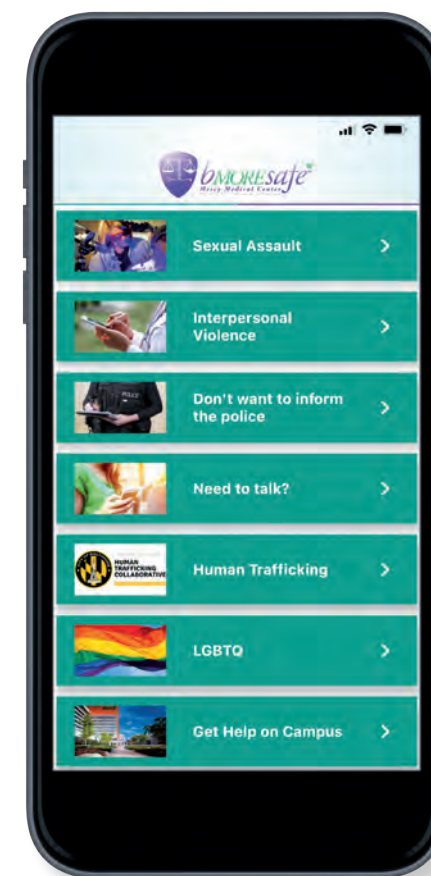 bmoresafe
Mercy Medical Center
Sexual Assault
Interpersonal
Violence
Don't want to inform
the police
POLICE
Need to talk?
HUMAN
TRAFFICKING
COLLABORATIVE
Human Trafficking
LGBTQ
Get Help on Campus